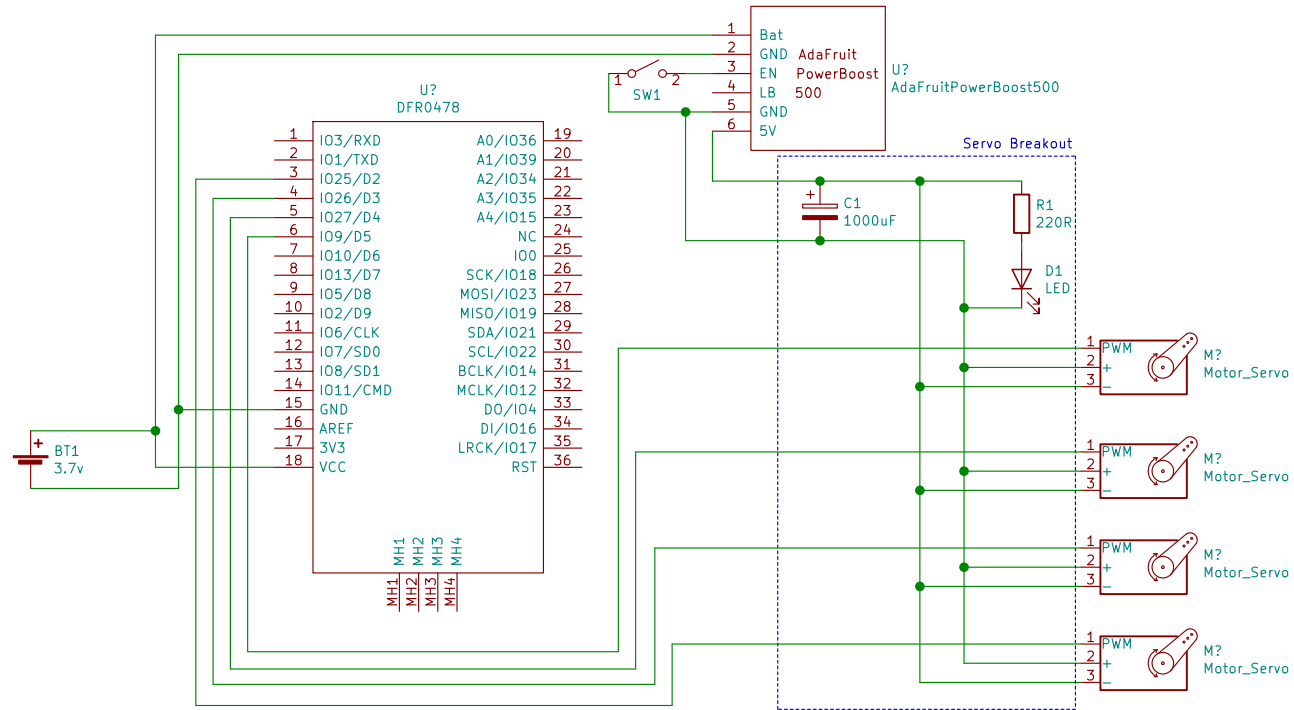 1 Bat
2 GND
3 EN
4 LB
5 GND
6 5V
AdaFruit
PowerBoost
500
U?
AdaFruitPowerBoost500
1 2
SW1
U?
DFR0478
1 IO3/RXD
2 IO1/TXD
3 IO25/D2
4 IO26/D3
5 IO27/D4
6 IO9/D5
7 IO10/D6
8 IO13/D7
9 IO5/D8
10 IO2/D9
11 IO6/CLK
12 IO7/SD0
13 IO8/SD1
14 IO11/CMD
15 GND
16 AREF
17 3V3
18 VCC
A0/IO36 19
A1/IO39 20
A2/IO34 21
A3/IO35 22
A4/IO15 23
NC 24
IO0 25
SCK/IO18 26
MOSI/IO23 27
MISO/IO19 28
SDA/IO21 29
SCL/IO22 30
BCLK/IO14 31
MCLK/IO12 32
DO/IO4 33
DI/IO16 34
LRCK/IO17 35
RST 36
MH1 MH2 MH3 MH4
MH1 MH2 MH3 MH4
+
BT1
3.7v
Servo Breakout
+
C1
1000uF
R1
220R
D1
LED
1 PWM
2 +
3 −
M?
Motor_Servo
1 PWM
2 +
3 −
M?
Motor_Servo
1 PWM
2 +
3 −
M?
Motor_Servo
1 PWM
2 +
3 −
M?
Motor_Servo